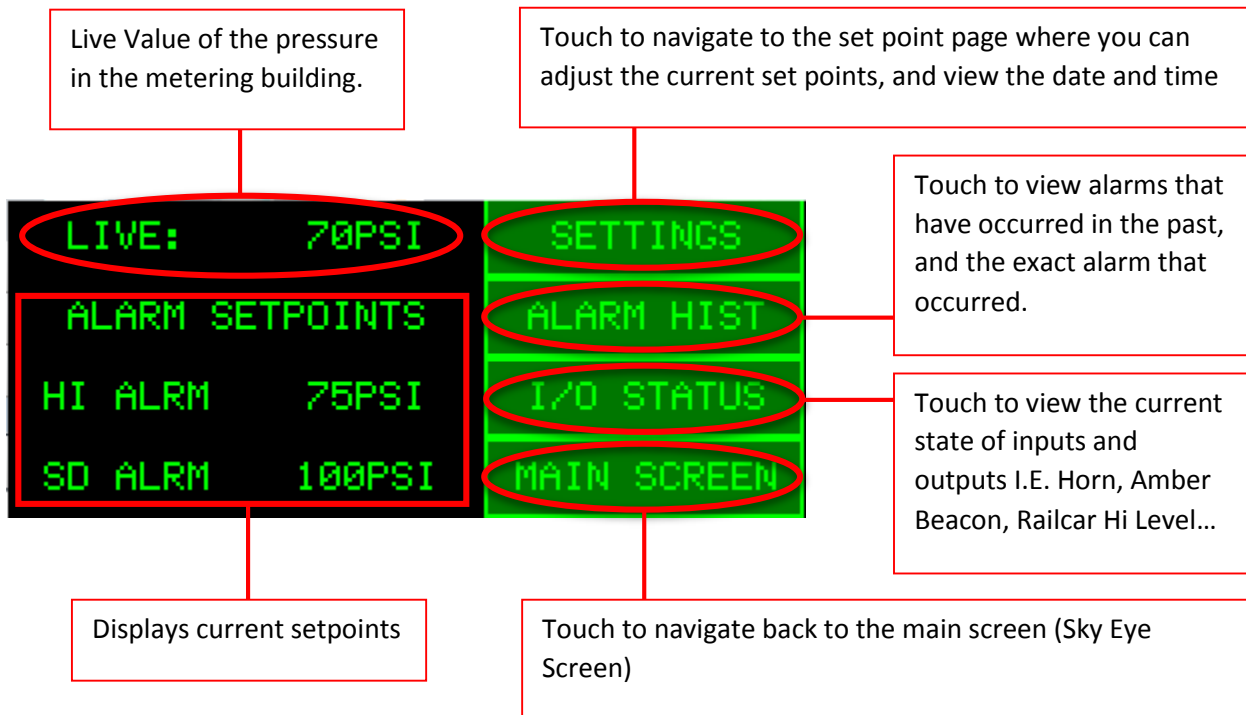 Live Value of the pressure
in the metering building.
Touch to navigate to the set point page where you can
adjust the current set points, and view the date and time
Touch to view alarms that
have occurred in the past,
and the exact alarm that
occurred.
LIVE: 70PSI
SETTINGS
ALARM SETPOINTS
ALARM HIST
HI ALRM 75PSI
I/O STATUS
SD ALRM 100PSI
MAIN SCREEN
Touch to view the current
state of inputs and
outputs I.E. Horn, Amber
Beacon, Railcar Hi Level…
Displays current setpoints
Touch to navigate back to the main screen (Sky Eye
Screen)